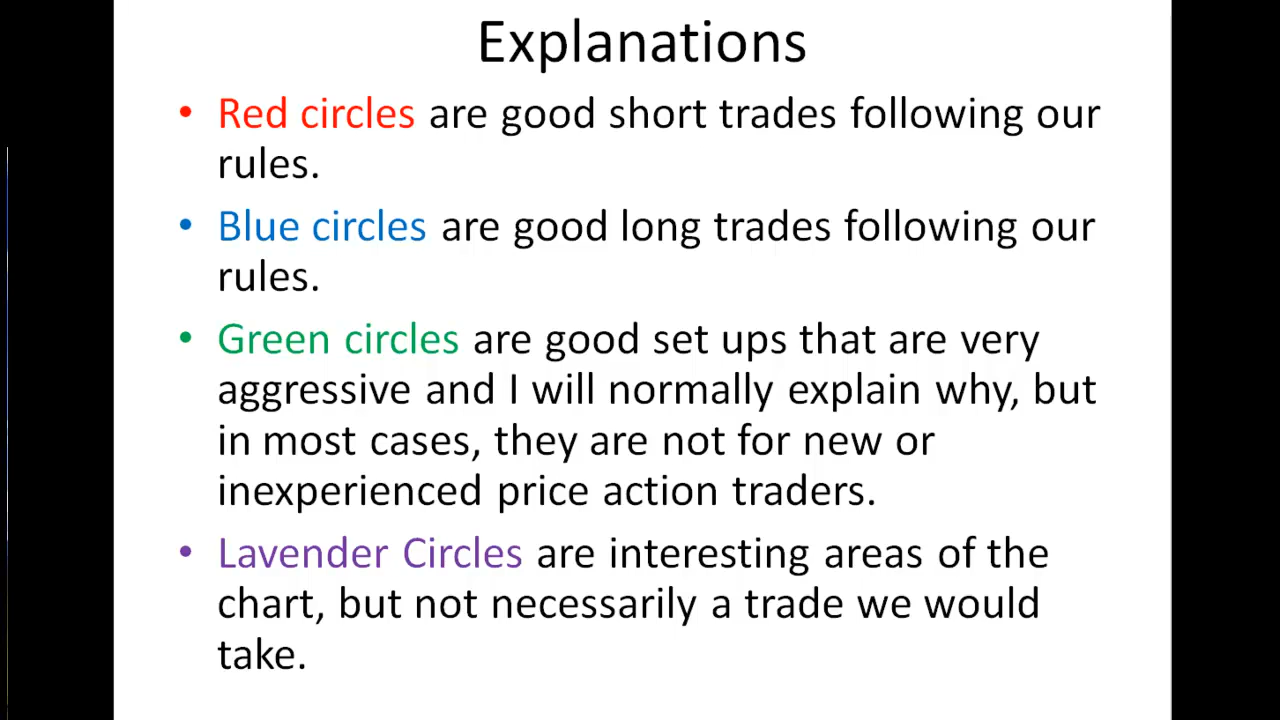 Explanations
• Red circles are good short trades following our
rules.
• Blue circles are good long trades following our
rules.
• Green circles are good set ups that are very
aggressive and I will normally explain why, but
in most cases, they are not for new or
inexperienced price action traders.
• Lavender Circles are interesting areas of the
chart, but not necessarily a trade we would
take.